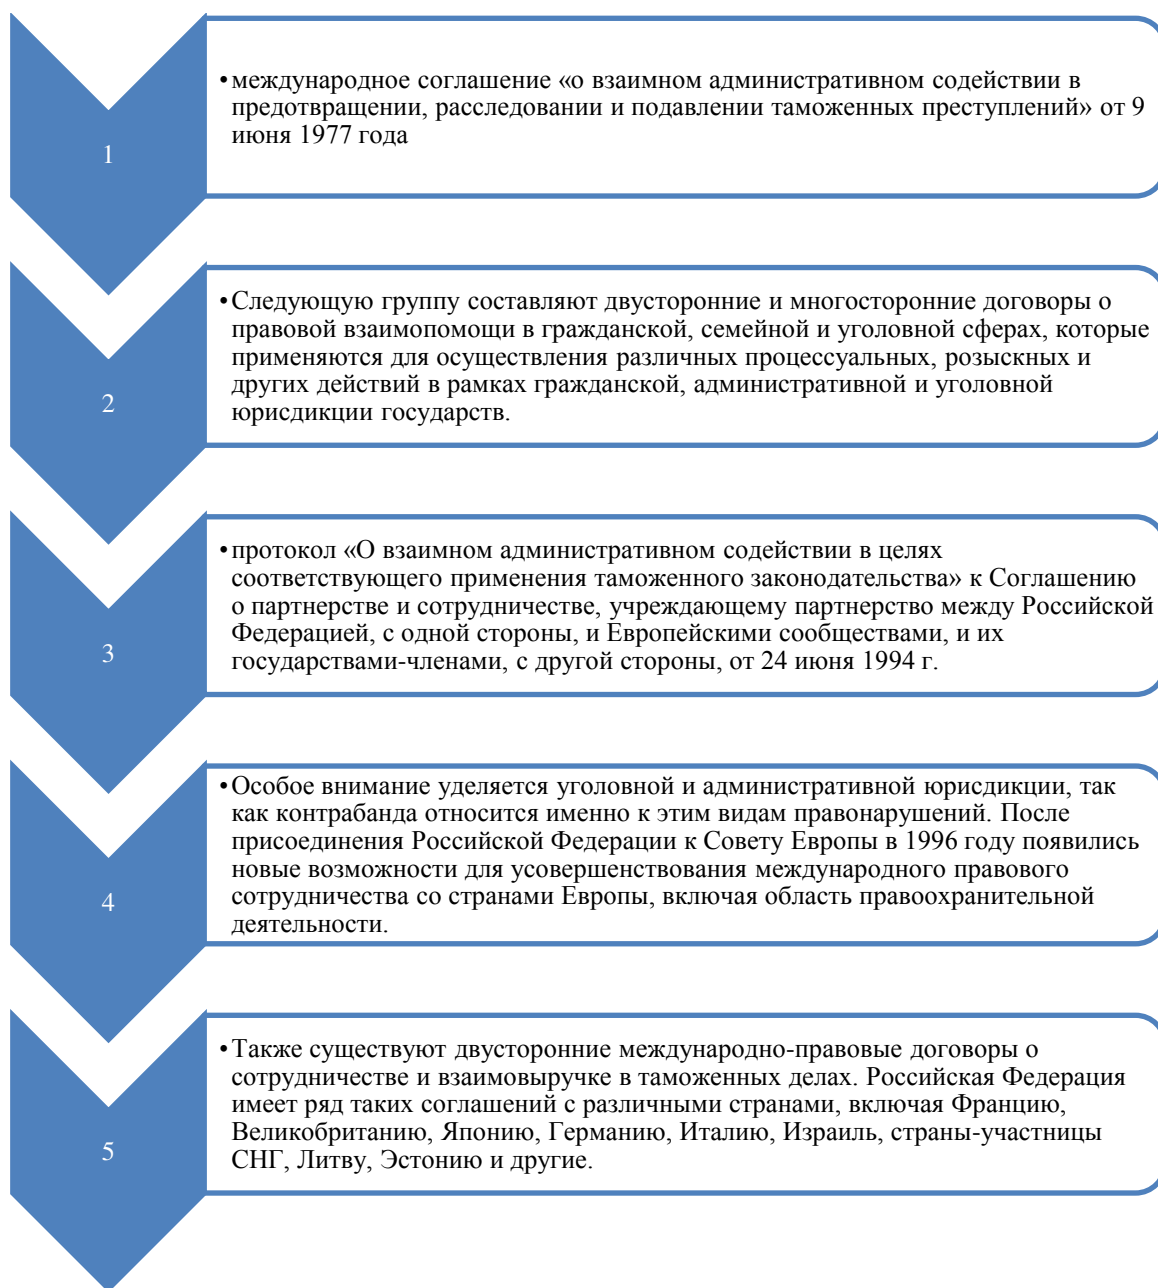 1
•международное соглашение «о взаимном административном содействии в
предотвращении, расследовании и подавлении таможенных преступлений» от 9
июня 1977 года
2
•Следующую группу составляют двусторонние и многосторонние договоры о
правовой взаимопомощи в гражданской, семейной и уголовной сферах, которые
применяются для осуществления различных процессуальных, розыскных и
других действий в рамках гражданской, административной и уголовной
юрисдикции государств.
3
•протокол «О взаимном административном содействии в целях
соответствующего применения таможенного законодательства» к Соглашению
о партнерстве и сотрудничестве, учреждающему партнерство между Российской
Федерацией, с одной стороны, и Европейскими сообществами, и их
государствами-членами, с другой стороны, от 24 июня 1994 г.
4
•Особое внимание уделяется уголовной и административной юрисдикции, так
как контрабанда относится именно к этим видам правонарушений. После
присоединения Российской Федерации к Совету Европы в 1996 году появились
новые возможности для усовершенствования международного правового
сотрудничества со странами Европы, включая область правоохранительной
деятельности.
5
•Также существуют двусторонние международно-правовые договоры о
сотрудничестве и взаимовыручке в таможенных делах. Российская Федерация
имеет ряд таких соглашений с различными странами, включая Францию,
Великобританию, Японию, Германию, Италию, Израиль, страны-участницы
СНГ, Литву, Эстонию и другие.